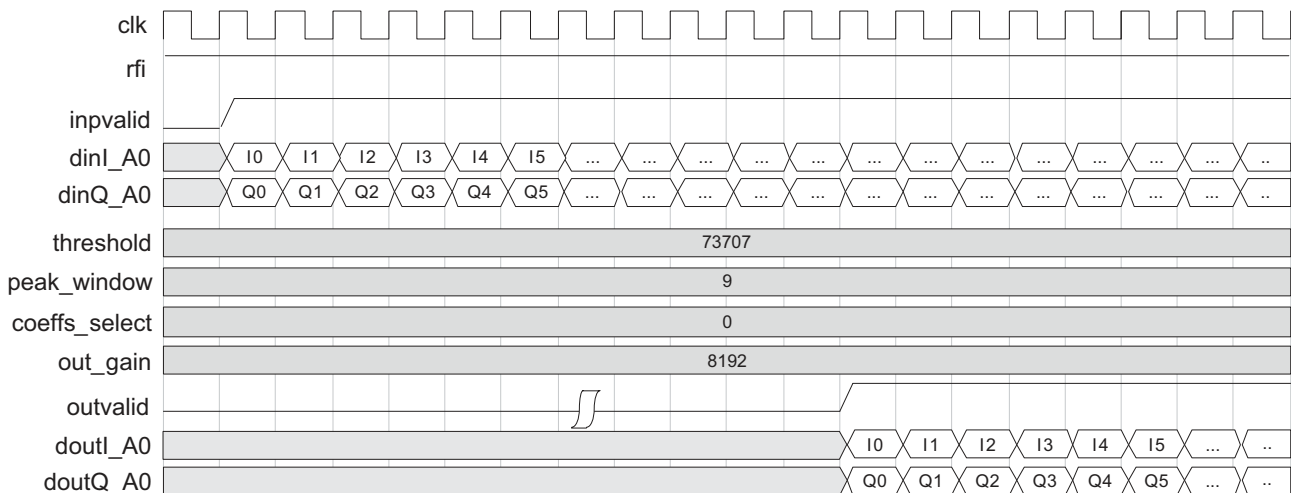 clk
rfi
inpvalid
dinI_A0 I0 I1 I2 I3 I4 I5 ... ... ... ... ... ... ... ... ... ... ... ... ..
dinQ_A0 Q0 Q1 Q2 Q3 Q4 Q5 ... ... ... ... ... ... ... ... ... ... ... ... ..
threshold 73707
peak_window 9
coeffs_select 0
out_gain 8192
outvalid
doutI_A0 I0 I1 I2 I3 I4 I5 ... ..
doutQ_A0 Q0 Q1 Q2 Q3 Q4 Q5 ... ..